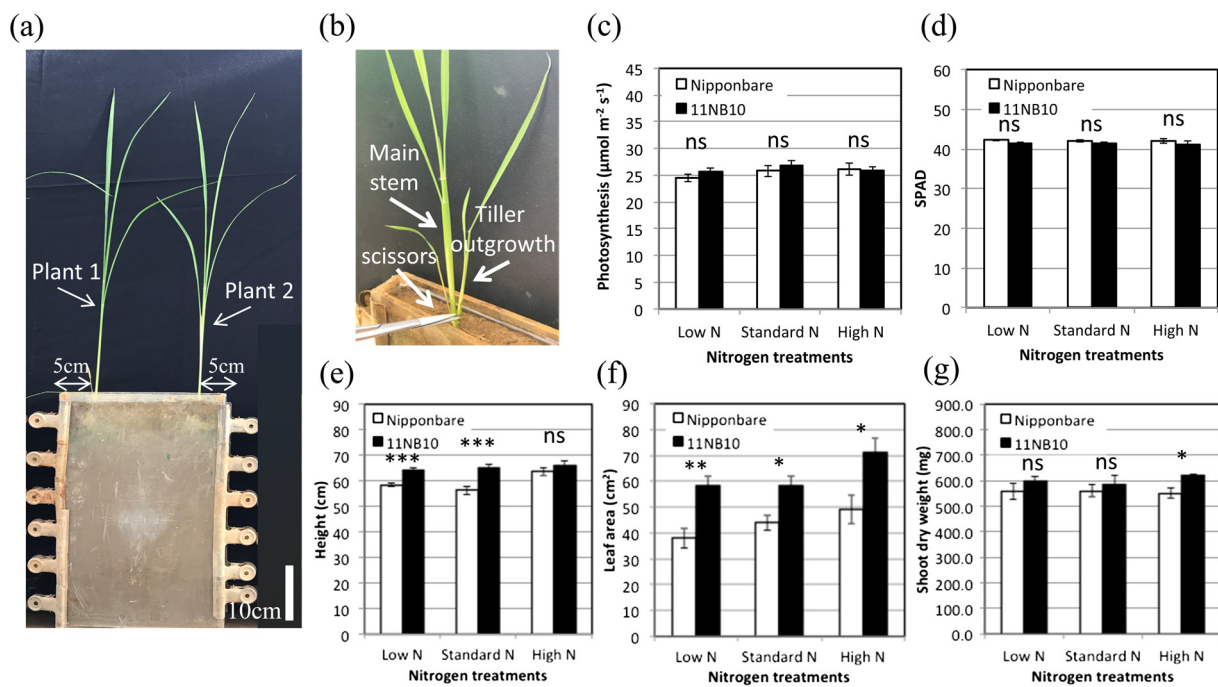 (a)
Plant 1
Plant 2
5cm
5cm
10cm
(b)
Main
stem
Tiller
outgrowth
scissors
(c)
Photosynthesis (µmol m⁻² s⁻¹)
45
40
35
30
25
20
15
10
5
0
Nipponbare
11NB10
ns
ns
ns
Low N
Standard N
High N
Nitrogen treatments
(d)
SPAD
60
50
40
30
20
10
0
Nipponbare
11NB10
ns
ns
ns
Low N
Standard N
High N
Nitrogen treatments
(e)
Height (cm)
90
80
70
60
50
40
30
20
10
0
Nipponbare
11NB10
***
***
ns
Low N
Standard N
High N
Nitrogen treatments
(f)
Leaf area (cm²)
90
80
70
60
50
40
30
20
10
0
Nipponbare
11NB10
**
*
*
Low N
Standard N
High N
Nitrogen treatments
(g)
Shoot dry weight (mg)
900.0
800.0
700.0
600.0
500.0
400.0
300.0
200.0
100.0
0.0
Nipponbare
11NB10
ns
ns
*
Low N
Standard N
High N
Nitrogen treatments